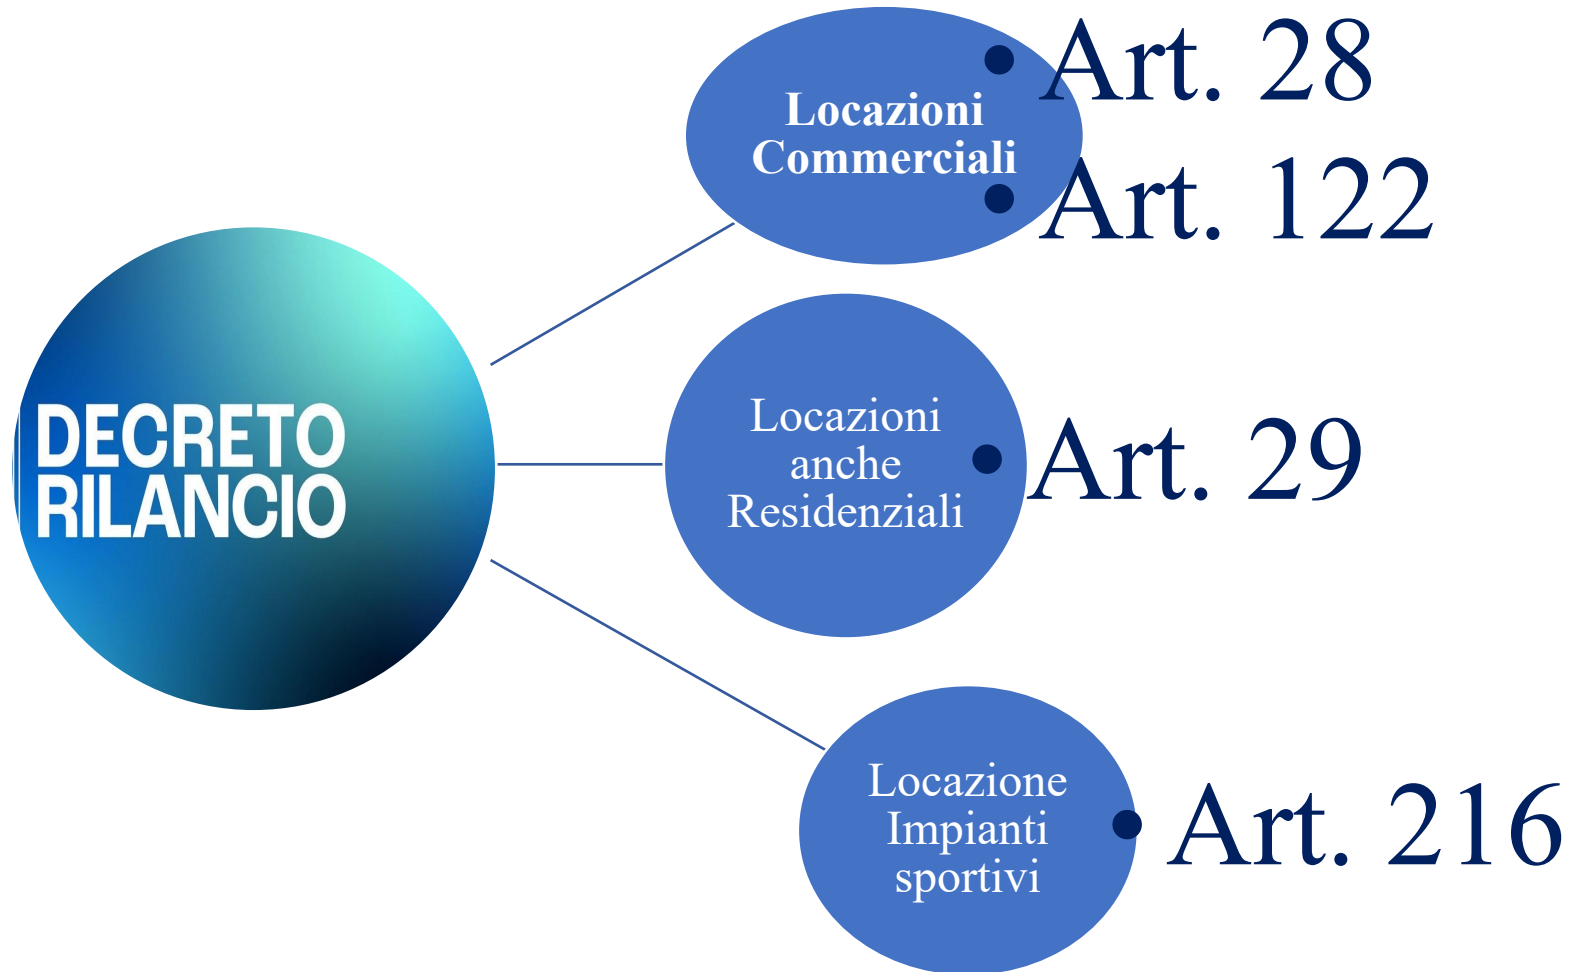 DECRETO
RILANCIO
Locazioni
Commerciali
• Art. 28
• Art. 122
Locazioni
anche
Residenziali
• Art. 29
Locazione
Impianti
sportivi
• Art. 216